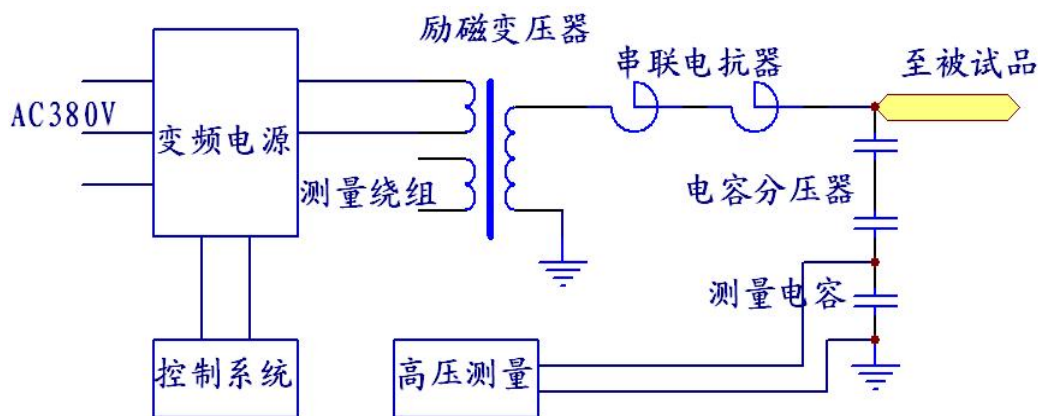 励磁变压器
串联电抗器
至被试品
AC380V
变频电源
测量绕组
电容分压器
测量电容
控制系统
高压测量